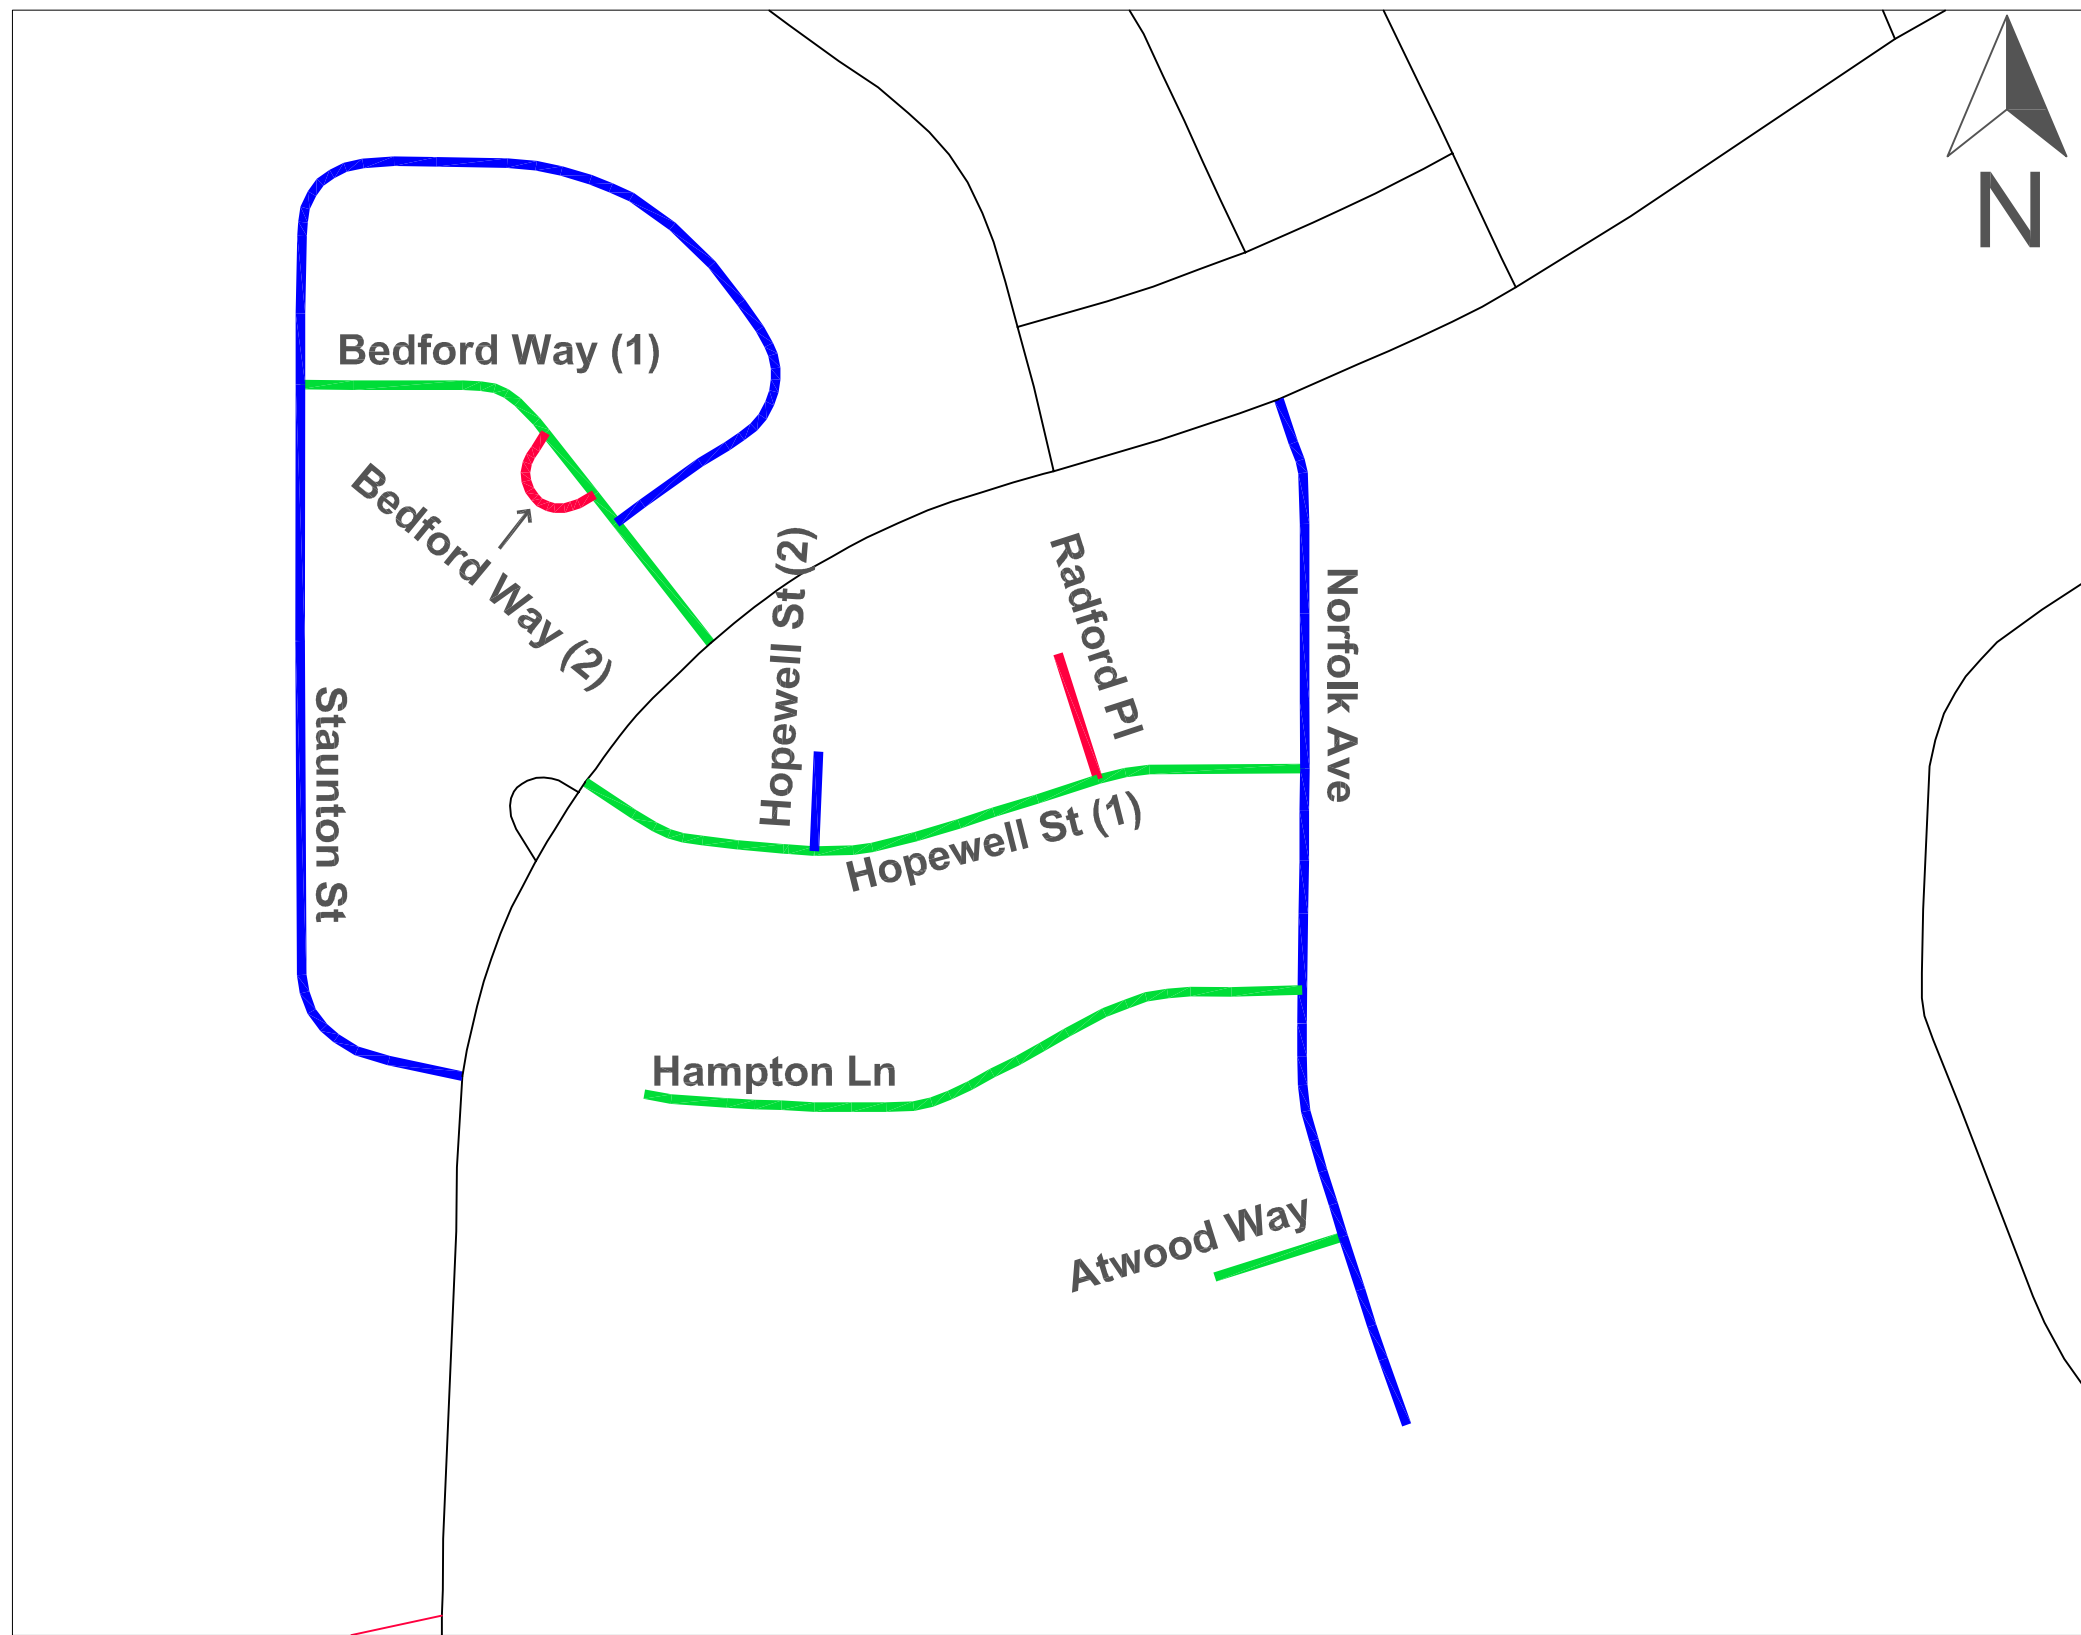 N
Bedford Way (1)
Bedford Way (2)
Hopewell St (2)
Radford Pl
Norfolk Ave
Staunton St
Hopewell St (1)
Hampton Ln
Atwood Way